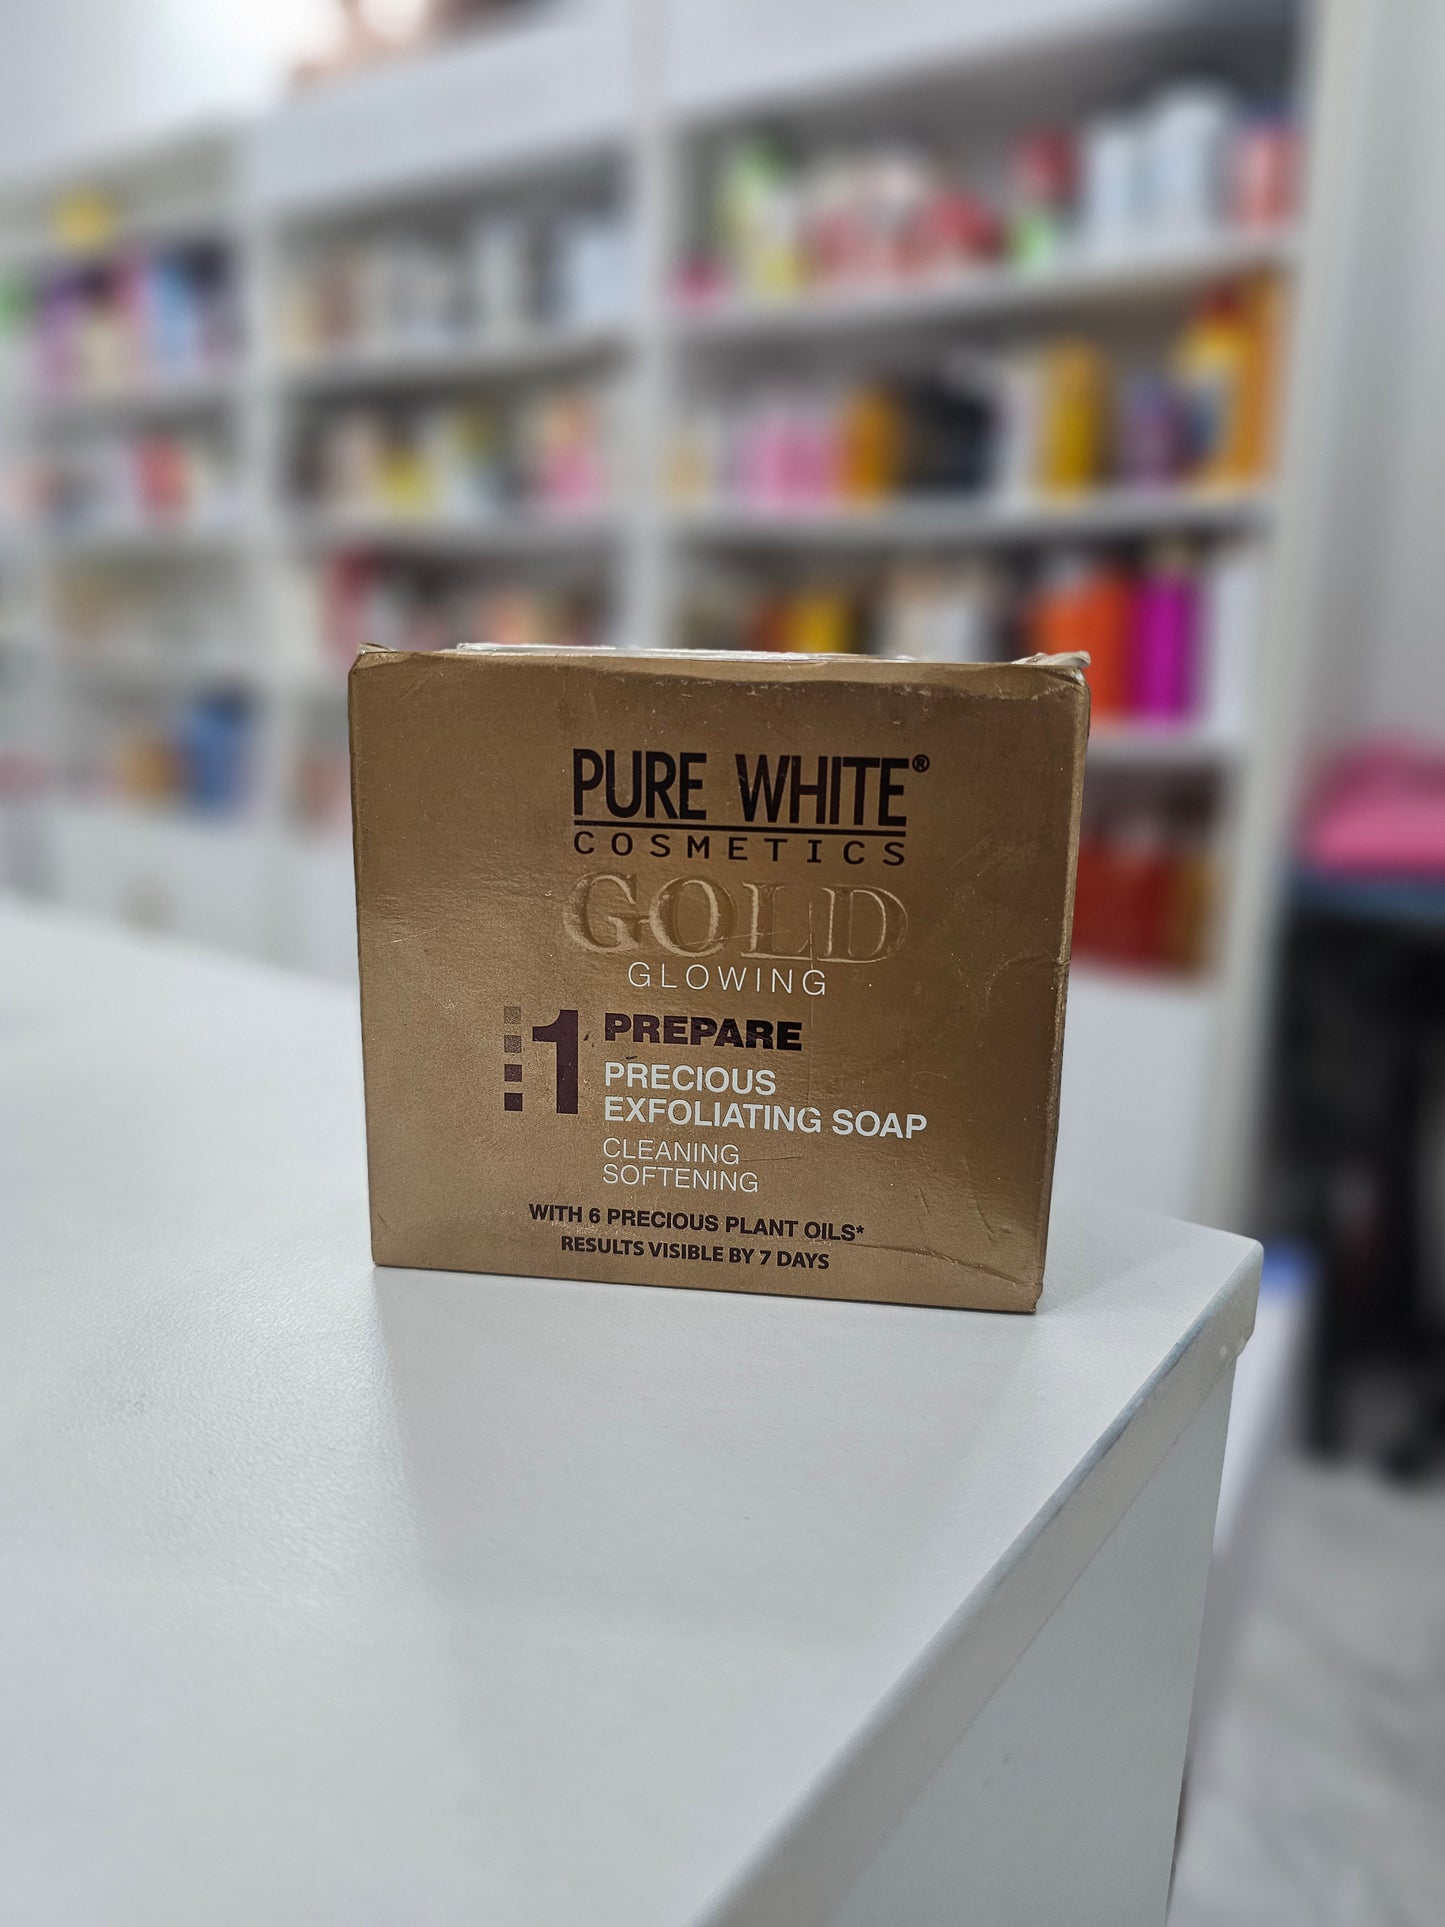 PURE WHITE®
COSMETICS
GOLD
GLOWING
1 PREPARE
PRECIOUS
EXFOLIATING SOAP
CLEANING
SOFTENING
WITH 6 PRECIOUS PLANT OILS*
RESULTS VISIBLE BY 7 DAYS